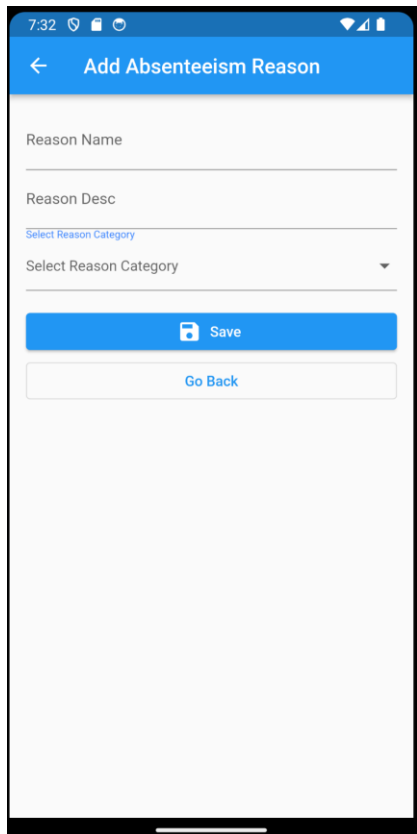 7:32
Add Absenteeism Reason
Reason Name
Reason Desc
Select Reason Category
Select Reason Category
Save
Go Back